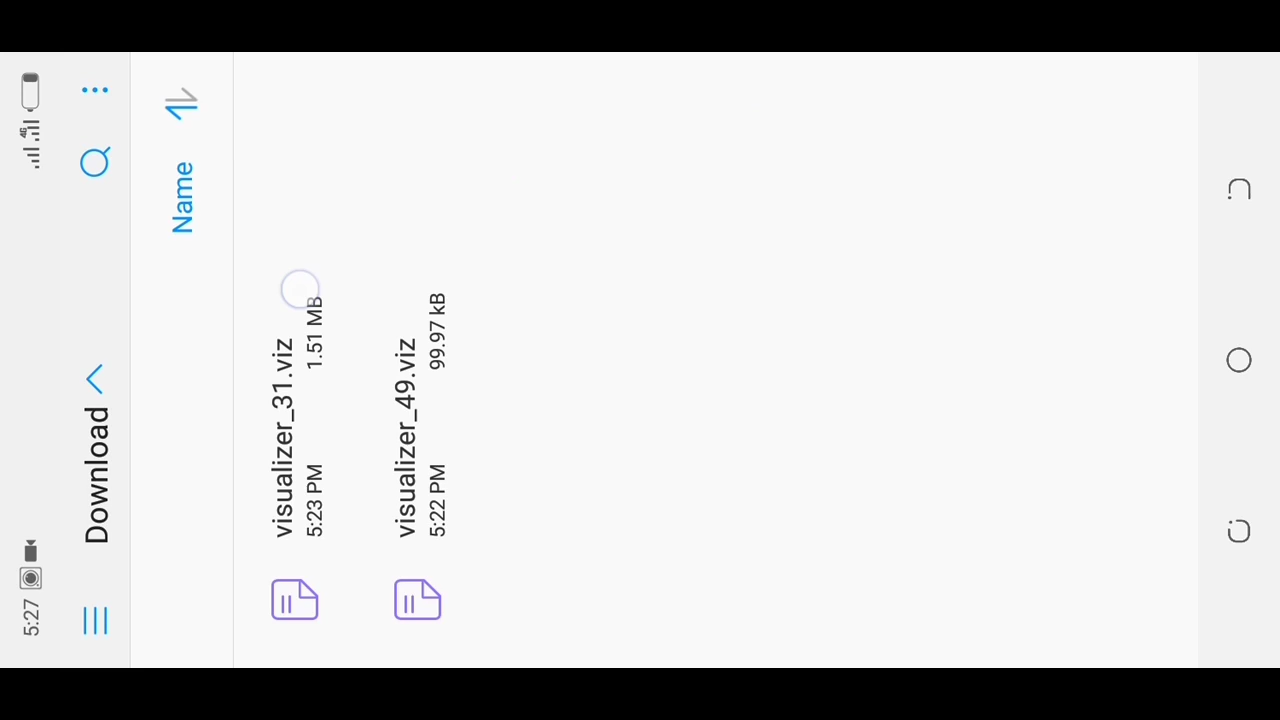 5:27
4G
Download
Name
visualizer_31.viz
5:23 PM 1.51 MB
visualizer_49.viz
5:22 PM 99.97 kB